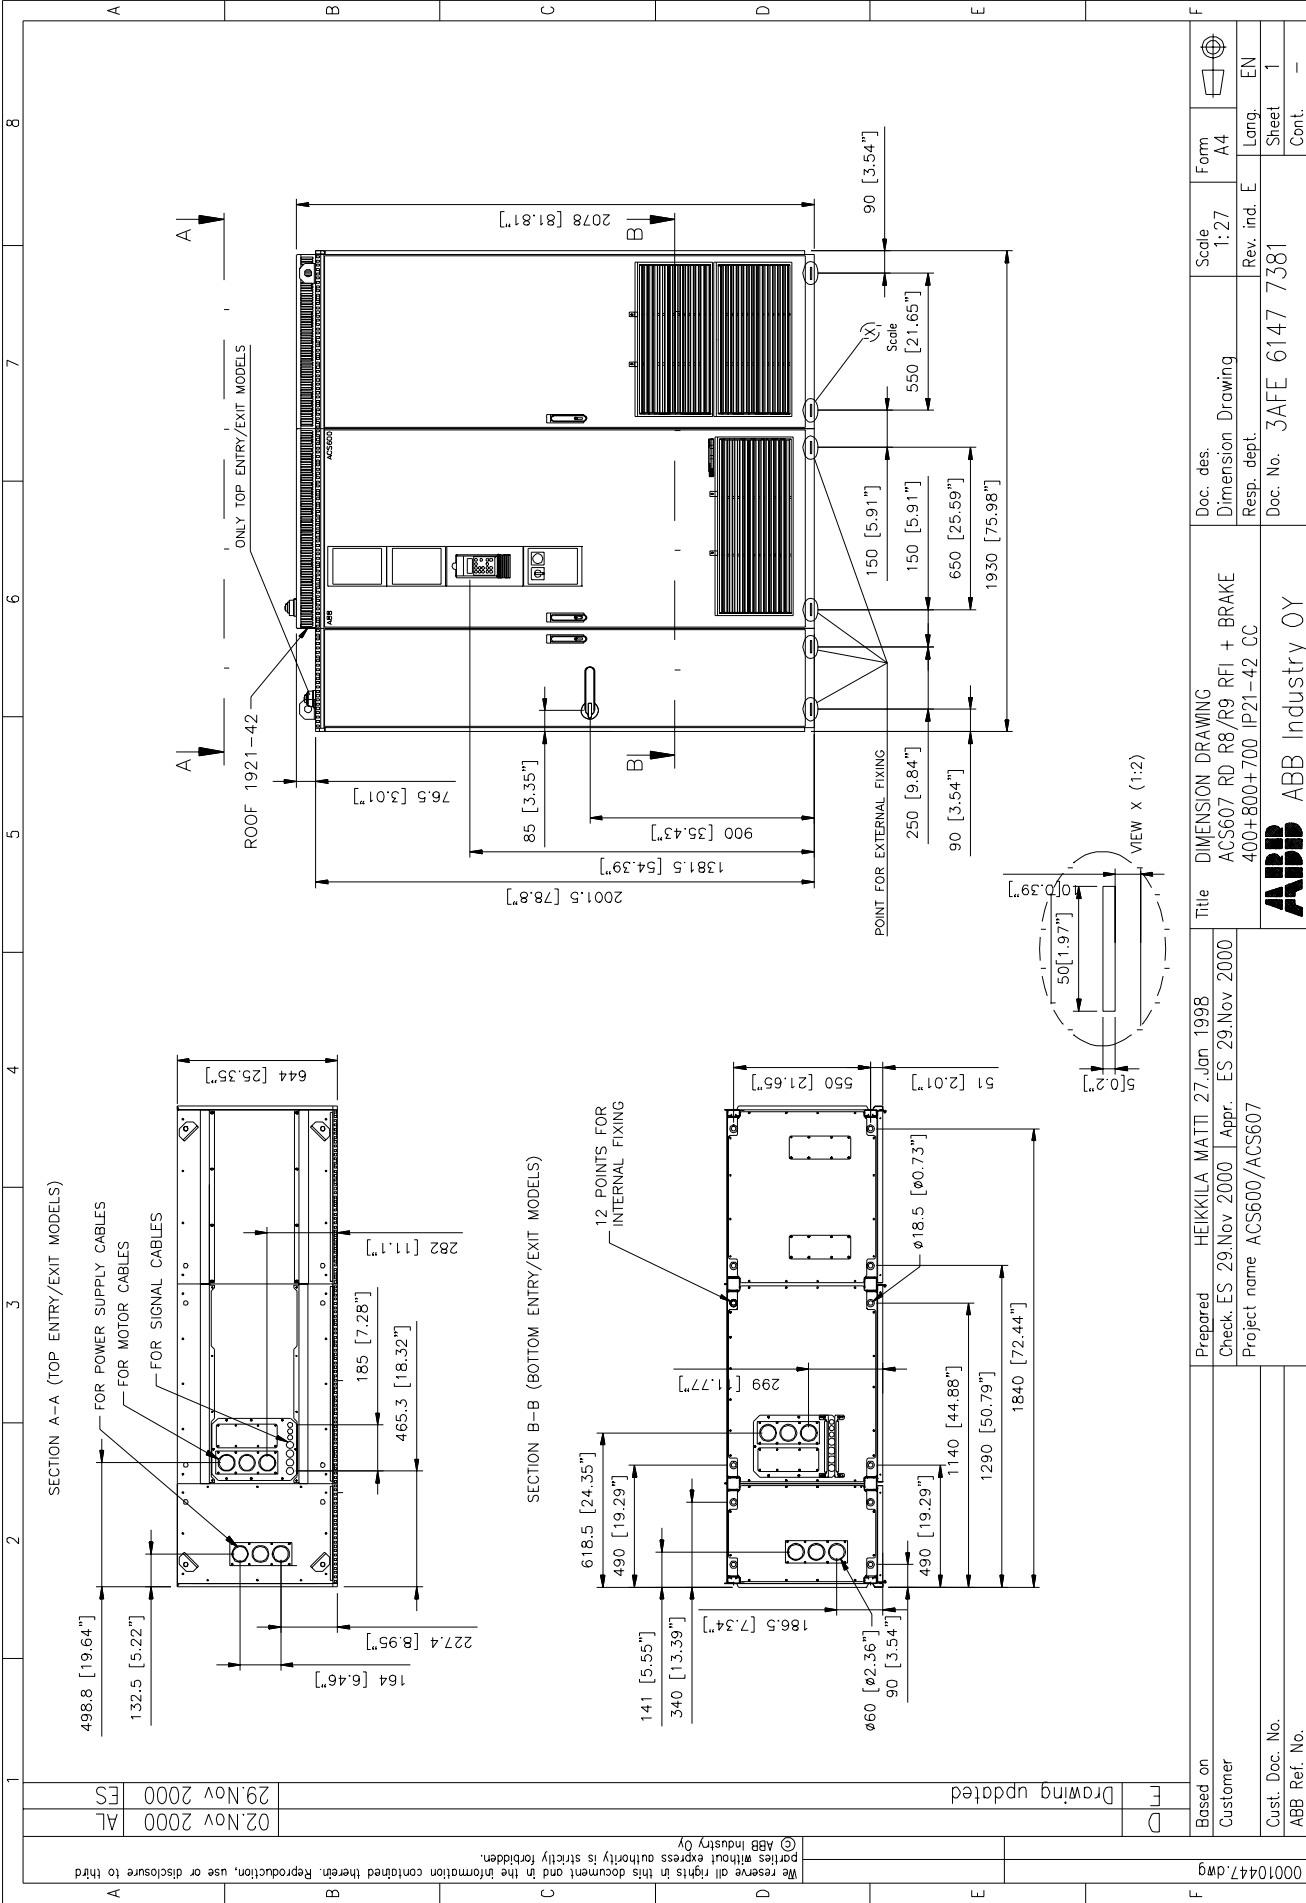 SECTION A-A (TOP ENTRY/EXIT MODELS)
FOR POWER SUPPLY CABLES
FOR MOTOR CABLES
FOR SIGNAL CABLES
498.8 [19.64"]
132.5 [5.22"]
185 [7.28"]
465.3 [18.32"]
644 [25.35"]
282 [11.1"]
227.4 [8.95"]
164 [6.46"]
SECTION B-B (BOTTOM ENTRY/EXIT MODELS)
12 POINTS FOR
INTERNAL FIXING
618.5 [24.35"]
490 [19.29"]
141 [5.55"]
340 [13.39"]
550 [21.65"]
51 [2.01"]
299 [11.77"]
186.5 [7.34"]
ø18.5 [ø0.73"]
ø60 [ø2.36"]
90 [3.54"]
490 [19.29"]
1140 [44.88"]
1290 [50.79"]
1840 [72.44"]
A
A
ROOF 1921-42
ONLY TOP ENTRY/EXIT MODELS
76.5 [3.01"]
2078 [81.81"]
B
B
ABB
ACS600
85 [3.35"]
900 [35.43"]
1381.5 [54.39"]
2001.5 [78.8"]
POINT FOR EXTERNAL FIXING
250 [9.84"]
90 [3.54"]
150 [5.91"]
150 [5.91"]
650 [25.59"]
1930 [75.98"]
550 [21.65"]
90 [3.54"]
X
Scale
VIEW X (1:2)
50[1.97"]
10[0.39"]
5[0.2"]
A
B
C
D
E
F
1
2
3
4
5
6
7
8
A
B
C
D
E
F
E
Drawing updated
29.Nov 2000
ES
D
02.Nov 2000
AL
We reserve all rights in this document and in the information contained therein. Reproduction, use or disclosure to third
parties without express authority is strictly forbidden.
© ABB Industry Oy
00010447.dwg
Based on
Customer
Cust. Doc. No.
ABB Ref. No.
Prepared HEIKKILA MATTI 27.Jan 1998
Check. ES 29.Nov 2000 Appr. ES 29.Nov 2000
Project name ACS600/ACS607
Title DIMENSION DRAWING
ACS607 RD R8/R9 RFI + BRAKE
400+800+700 IP21-42 CC
ABB ABB Industry OY
Doc. des.
Dimension Drawing
Resp. dept.
Doc. No. 3AFE 6147 7381
Scale
1:27
Form
A4
Rev. ind. E
Lang. EN
Sheet 1
Cont. -